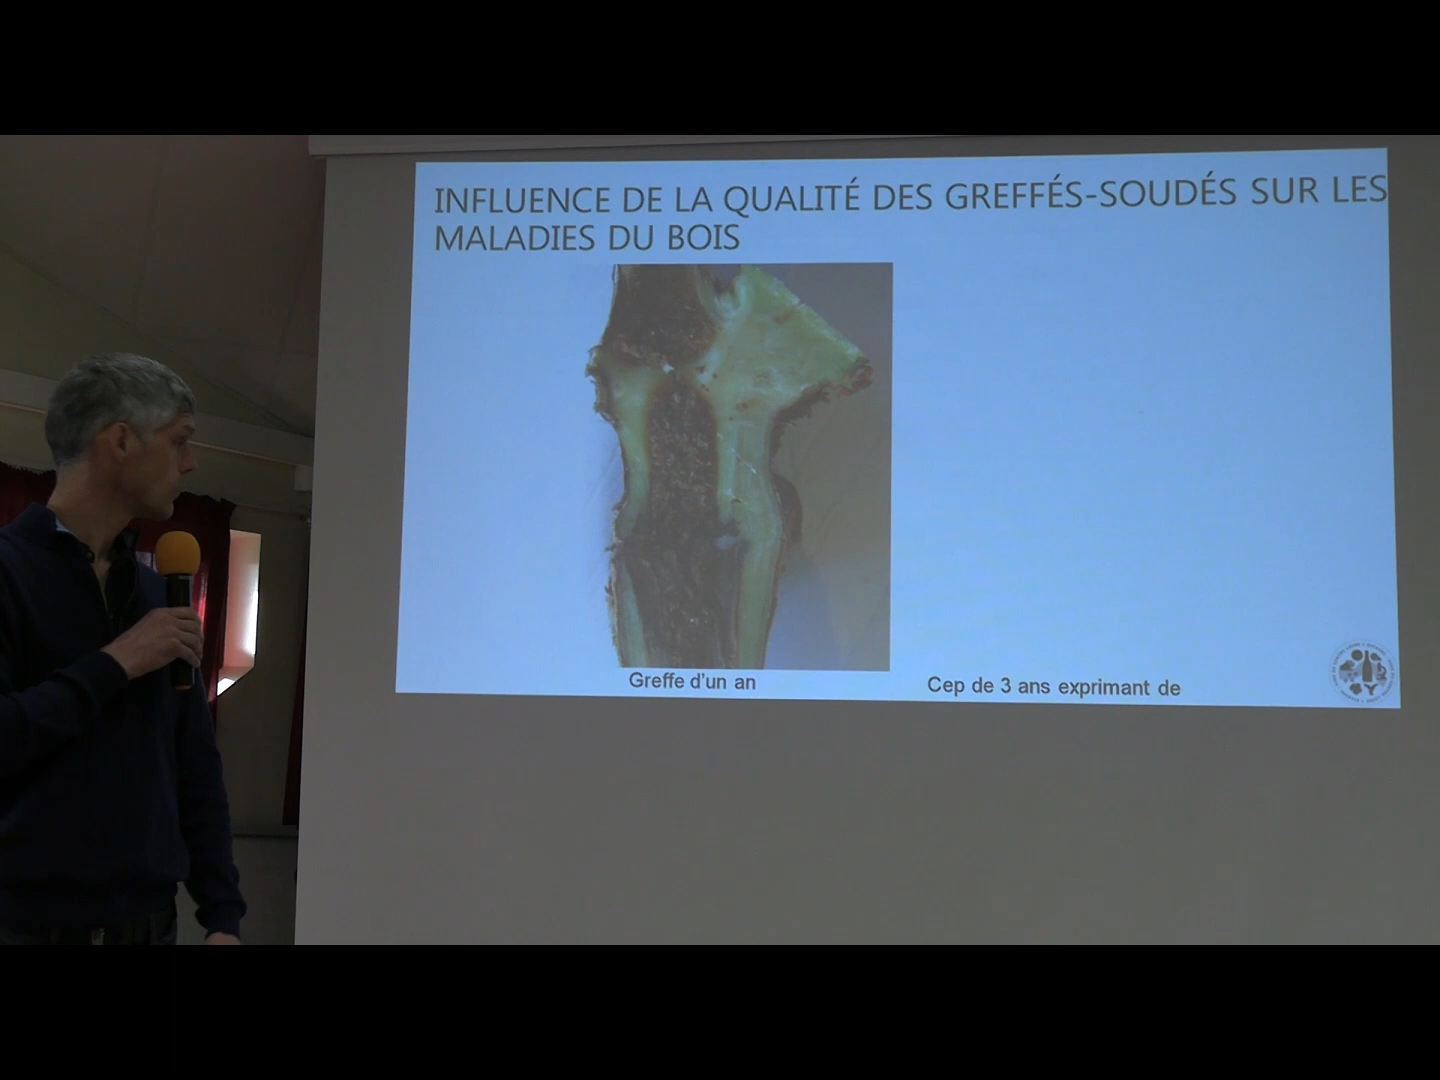 INFLUENCE DE LA QUALITÉ DES GREFFÉS-SOUDÉS SUR LES
MALADIES DU BOIS
Greffe d'un an
Cep de 3 ans exprimant de